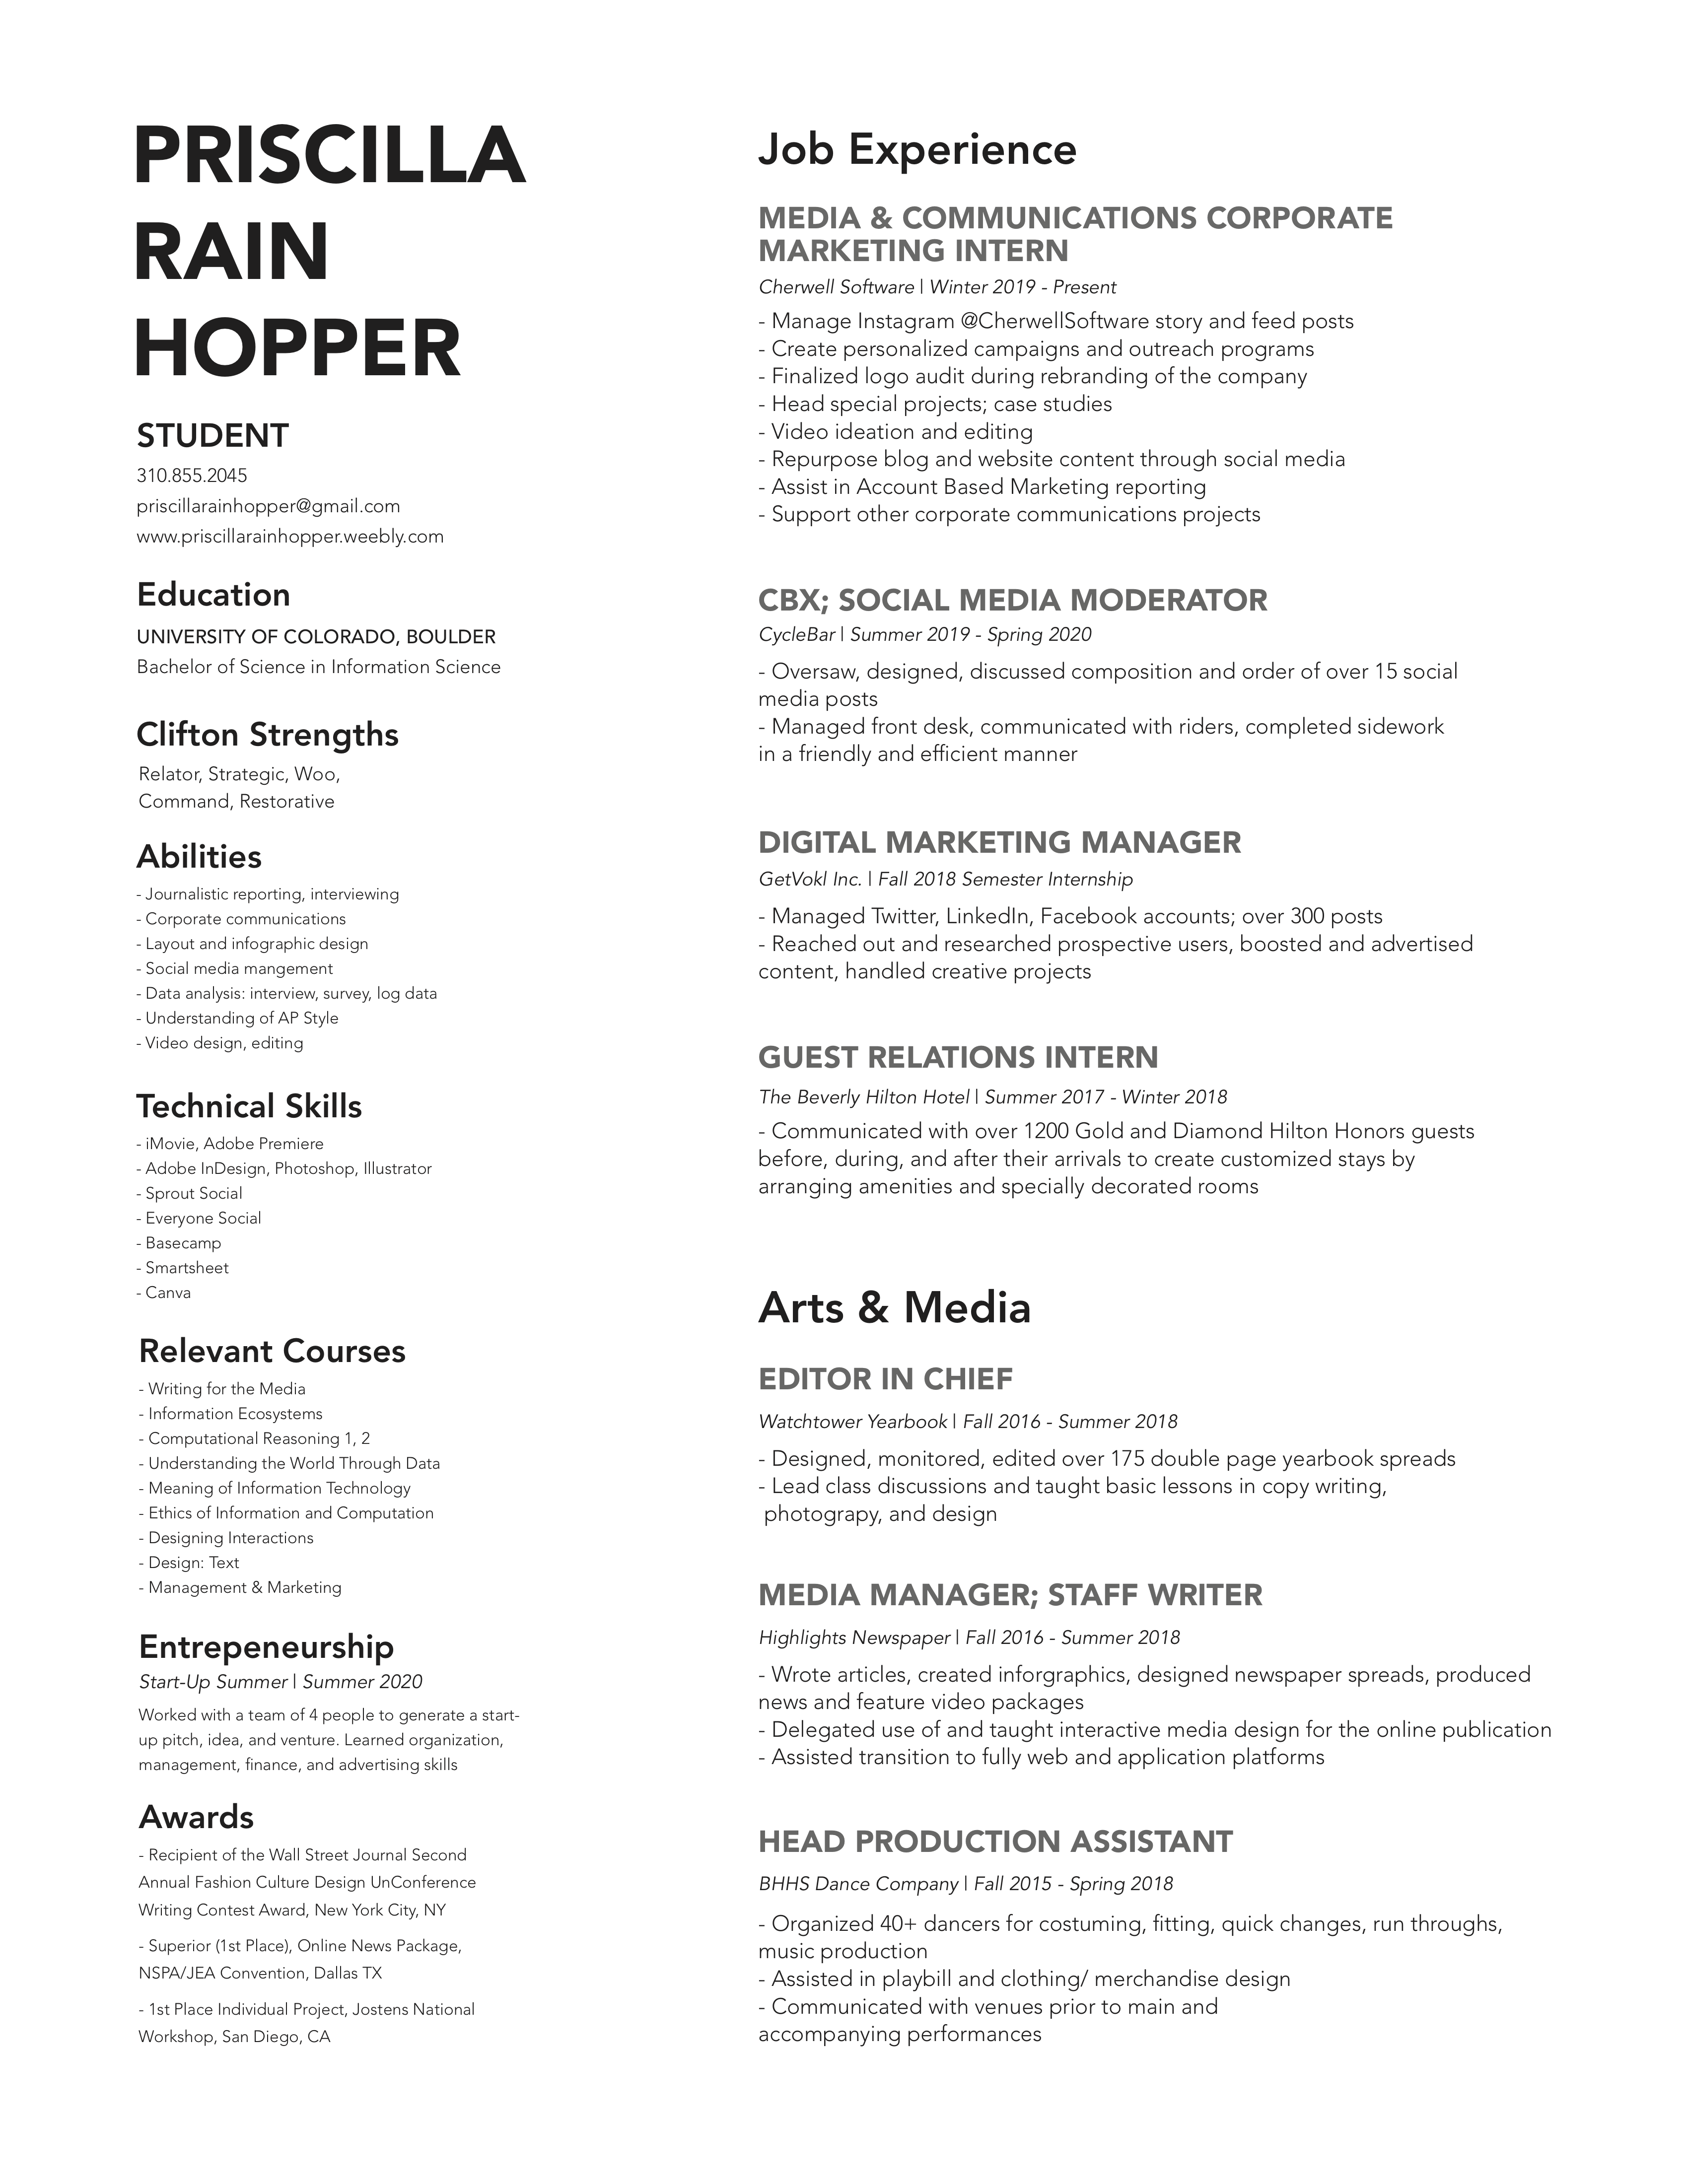 PRISCILLA
RAIN
HOPPER
STUDENT
310.855.2045
priscillarainhopper@gmail.com
www.priscillarainhopper.weebly.com
Education
UNIVERSITY OF COLORADO, BOULDER
Bachelor of Science in Information Science
Clifton Strengths
Relator, Strategic, Woo,
Command, Restorative
Abilities
- Journalistic reporting, interviewing
- Corporate communications
- Layout and infographic design
- Social media mangement
- Data analysis: interview, survey, log data
- Understanding of AP Style
- Video design, editing
Technical Skills
- iMovie, Adobe Premiere
- Adobe InDesign, Photoshop, Illustrator
- Sprout Social
- Everyone Social
- Basecamp
- Smartsheet
- Canva
Relevant Courses
- Writing for the Media
- Information Ecosystems
- Computational Reasoning 1, 2
- Understanding the World Through Data
- Meaning of Information Technology
- Ethics of Information and Computation
- Designing Interactions
- Design: Text
- Management & Marketing
Entrepeneurship
Start-Up Summer | Summer 2020
Worked with a team of 4 people to generate a start-
up pitch, idea, and venture. Learned organization,
management, finance, and advertising skills
Awards
- Recipient of the Wall Street Journal Second
Annual Fashion Culture Design UnConference
Writing Contest Award, New York City, NY
- Superior (1st Place), Online News Package,
NSPA/JEA Convention, Dallas TX
- 1st Place Individual Project, Jostens National
Workshop, San Diego, CA
Job Experience
MEDIA & COMMUNICATIONS CORPORATE
MARKETING INTERN
Cherwell Software | Winter 2019 - Present
- Manage Instagram @CherwellSoftware story and feed posts
- Create personalized campaigns and outreach programs
- Finalized logo audit during rebranding of the company
- Head special projects; case studies
- Video ideation and editing
- Repurpose blog and website content through social media
- Assist in Account Based Marketing reporting
- Support other corporate communications projects
CBX; SOCIAL MEDIA MODERATOR
CycleBar | Summer 2019 - Spring 2020
- Oversaw, designed, discussed composition and order of over 15 social
media posts
- Managed front desk, communicated with riders, completed sidework
in a friendly and efficient manner
DIGITAL MARKETING MANAGER
GetVokl Inc. | Fall 2018 Semester Internship
- Managed Twitter, LinkedIn, Facebook accounts; over 300 posts
- Reached out and researched prospective users, boosted and advertised
content, handled creative projects
GUEST RELATIONS INTERN
The Beverly Hilton Hotel | Summer 2017 - Winter 2018
- Communicated with over 1200 Gold and Diamond Hilton Honors guests
before, during, and after their arrivals to create customized stays by
arranging amenities and specially decorated rooms
Arts & Media
EDITOR IN CHIEF
Watchtower Yearbook | Fall 2016 - Summer 2018
- Designed, monitored, edited over 175 double page yearbook spreads
- Lead class discussions and taught basic lessons in copy writing,
photograpy, and design
MEDIA MANAGER; STAFF WRITER
Highlights Newspaper | Fall 2016 - Summer 2018
- Wrote articles, created inforgraphics, designed newspaper spreads, produced
news and feature video packages
- Delegated use of and taught interactive media design for the online publication
- Assisted transition to fully web and application platforms
HEAD PRODUCTION ASSISTANT
BHHS Dance Company | Fall 2015 - Spring 2018
- Organized 40+ dancers for costuming, fitting, quick changes, run throughs,
music production
- Assisted in playbill and clothing/ merchandise design
- Communicated with venues prior to main and
accompanying performances